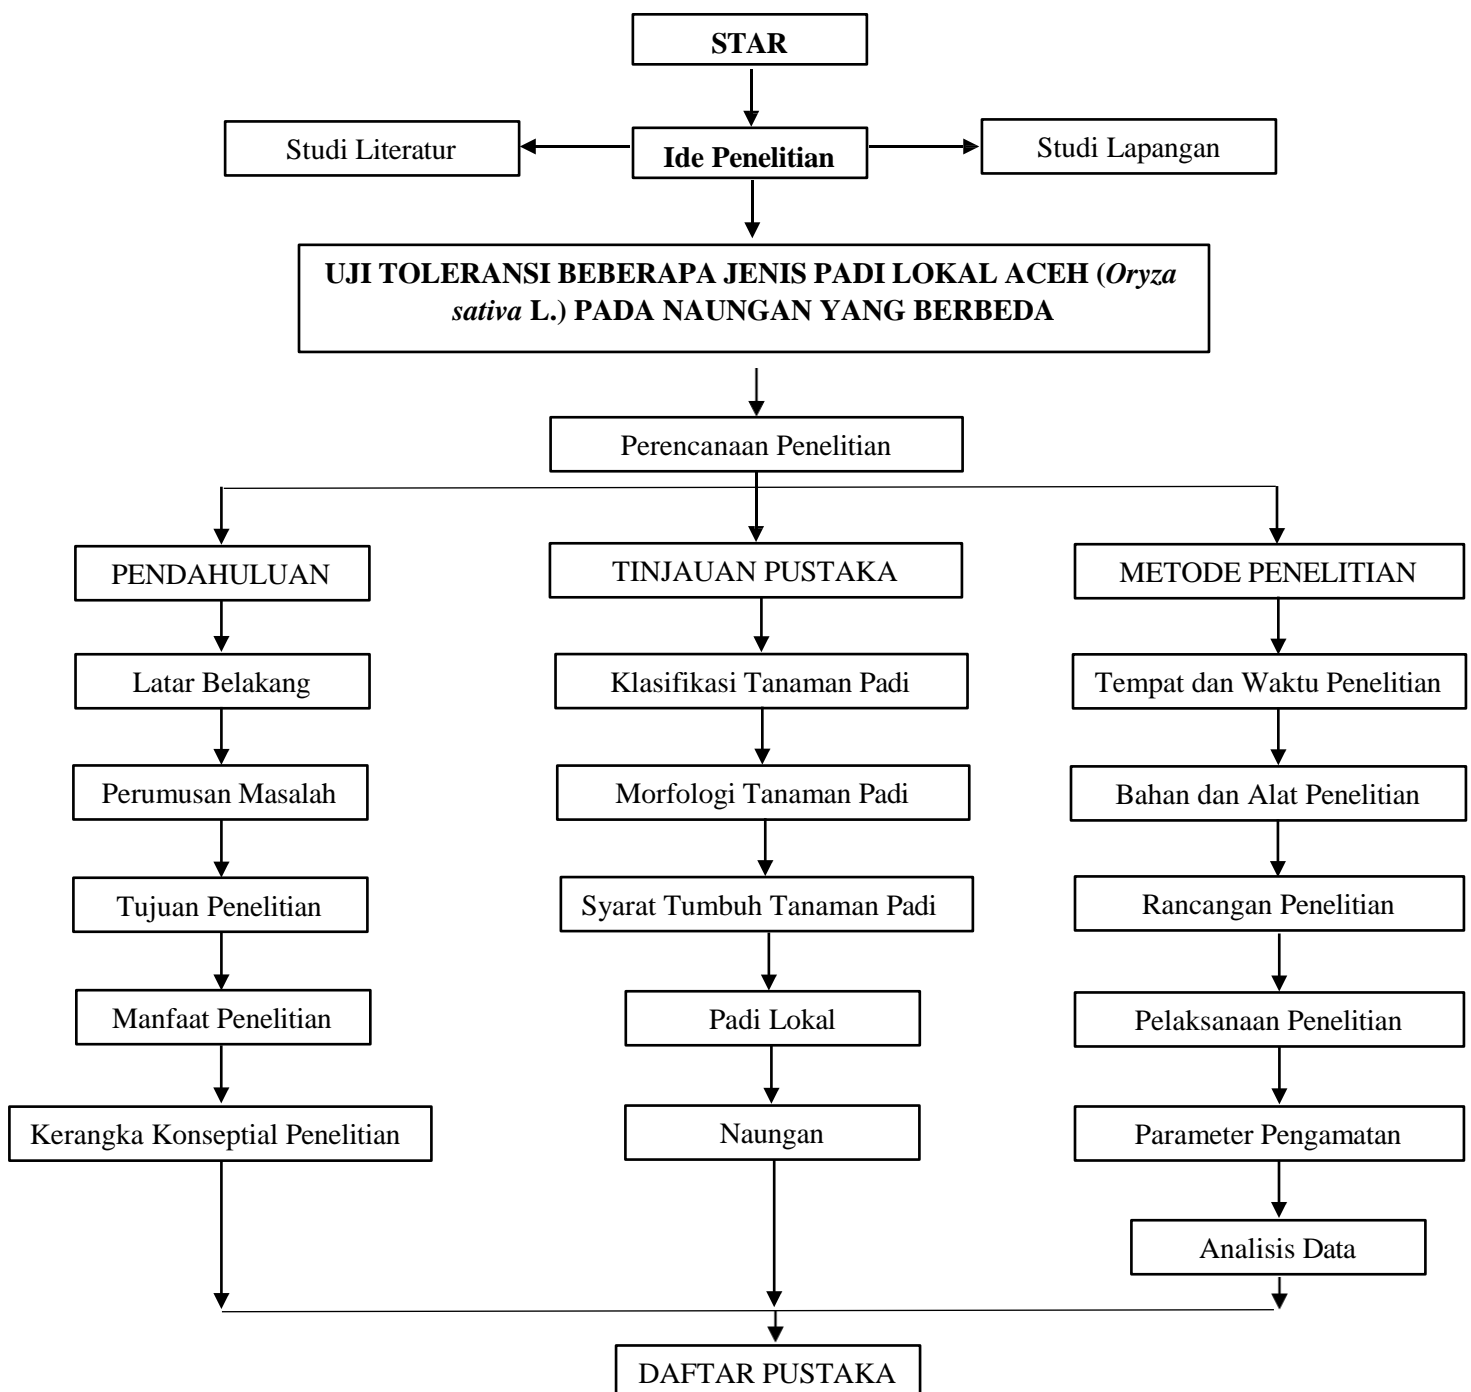 STAR
Studi Literatur
Ide Penelitian
Studi Lapangan
UJI TOLERANSI BEBERAPA JENIS PADI LOKAL ACEH (Oryza
sativa L.) PADA NAUNGAN YANG BERBEDA
Perencanaan Penelitian
PENDAHULUAN
TINJAUAN PUSTAKA
METODE PENELITIAN
Latar Belakang
Klasifikasi Tanaman Padi
Tempat dan Waktu Penelitian
Perumusan Masalah
Morfologi Tanaman Padi
Bahan dan Alat Penelitian
Tujuan Penelitian
Syarat Tumbuh Tanaman Padi
Rancangan Penelitian
Manfaat Penelitian
Padi Lokal
Pelaksanaan Penelitian
Kerangka Konseptial Penelitian
Naungan
Parameter Pengamatan
Analisis Data
DAFTAR PUSTAKA